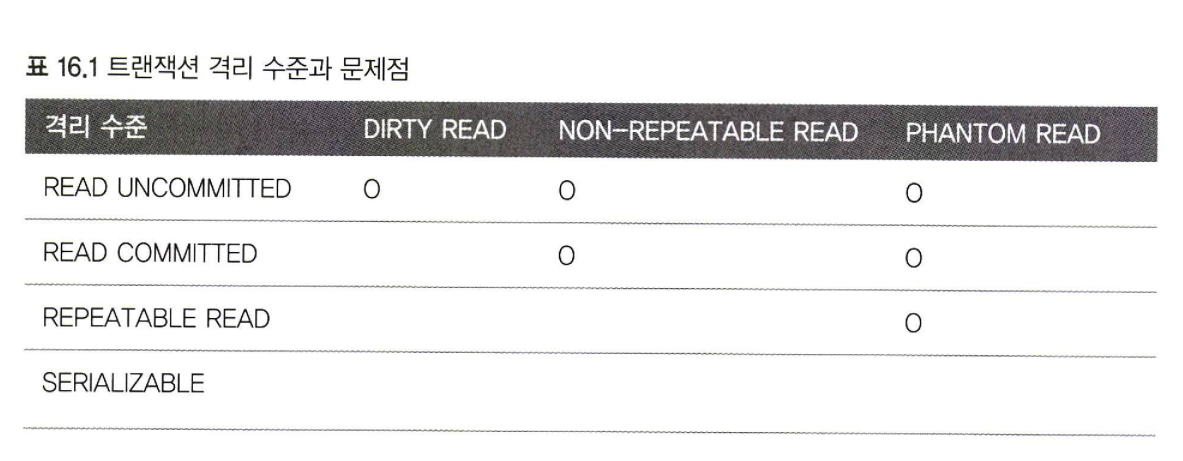 표 16.1 트랜잭션 격리 수준과 문제점
격리 수준 DIRTY READ NON-REPEATABLE READ PHANTOM READ
READ UNCOMMITTED O O O
READ COMMITTED O O
REPEATABLE READ O
SERIALIZABLE